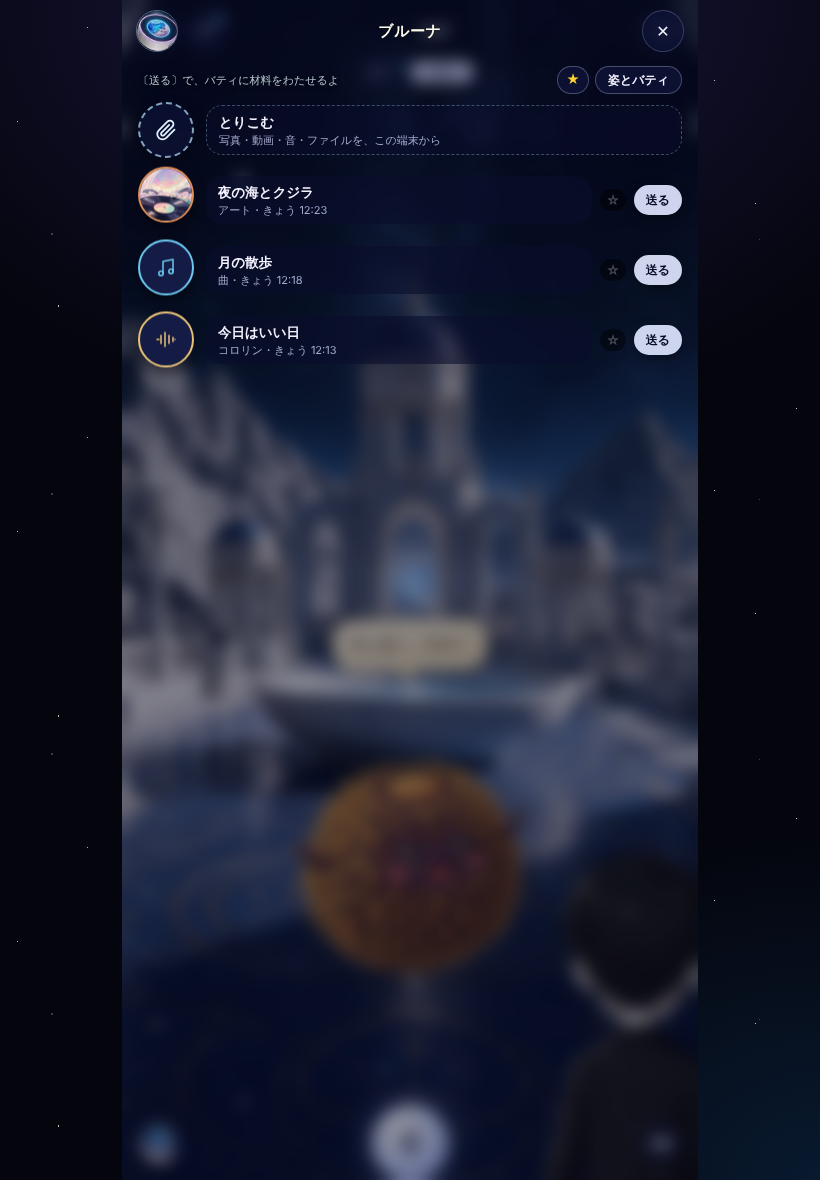 ブルーナ
〔送る〕で、バティに材料をわたせるよ
★ 姿とバティ
とりこむ
写真・動画・音・ファイルを、この端末から
夜の海とクジラ
アート・きょう 12:23
☆ 送る
月の散歩
曲・きょう 12:18
☆ 送る
今日はいい日
コロリン・きょう 12:13
☆ 送る